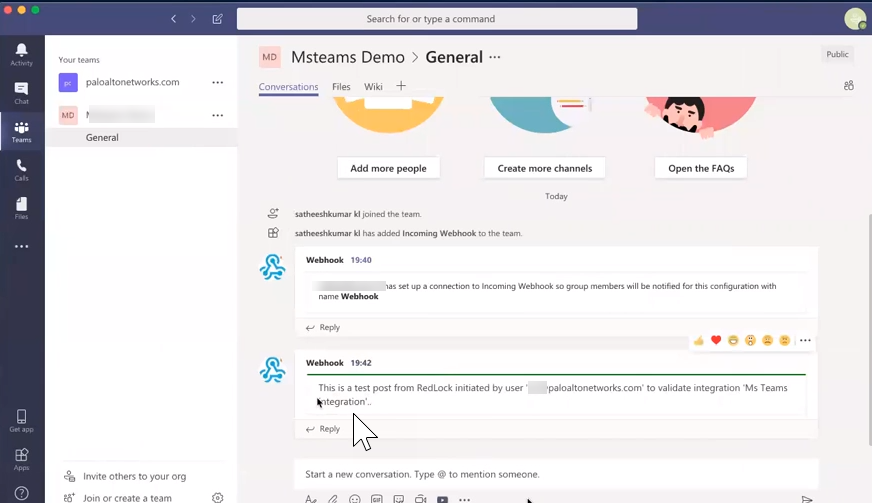 Search for or type a command
MD
Msteams Demo > General ...
Public
Activity
Your teams
Conversations
Files
Wiki
pc
paloaltonetworks.com
Chat
MD
Teams
General
Add more people
Create more channels
Open the FAQs
Calls
Today
Files
satheeshkumar kl joined the team.
satheeshkumar kl has added Incoming Webhook to the team.
Webhook 19:40
has set up a connection to Incoming Webhook so group members will be notified for this configuration with
name Webhook
Reply
Webhook 19:42
This is a test post from RedLock initiated by user ' paloaltonetworks.com' to validate integration 'Ms Teams
Integration'..
Reply
Get app
Start a new conversation. Type @ to mention someone.
Apps
Invite others to your org
Join or create a team
GIF